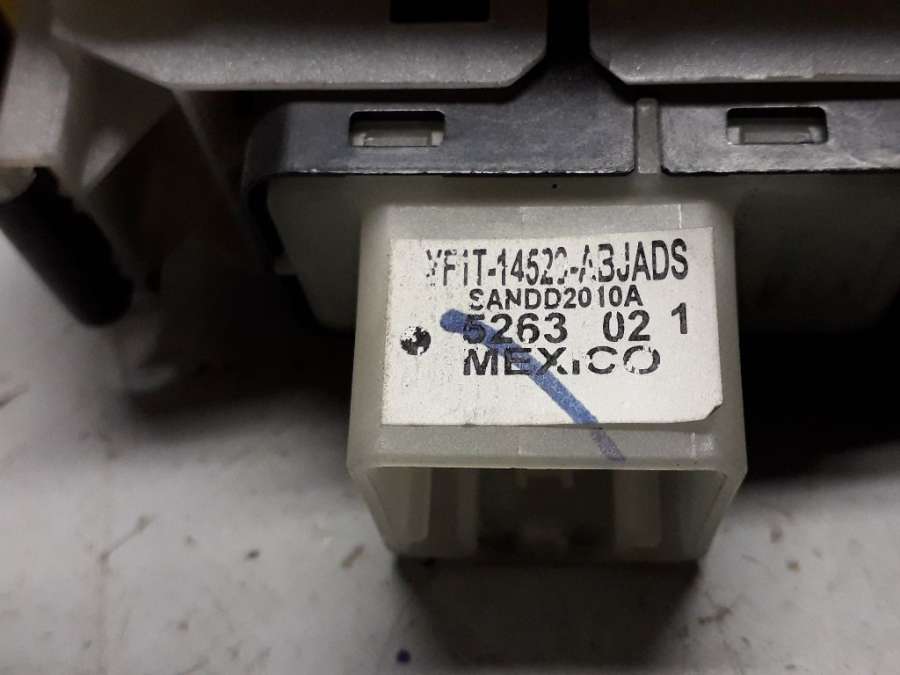 YF1T-14529-ABJADS
SANDD2010A
5263 02 1
MEXICO